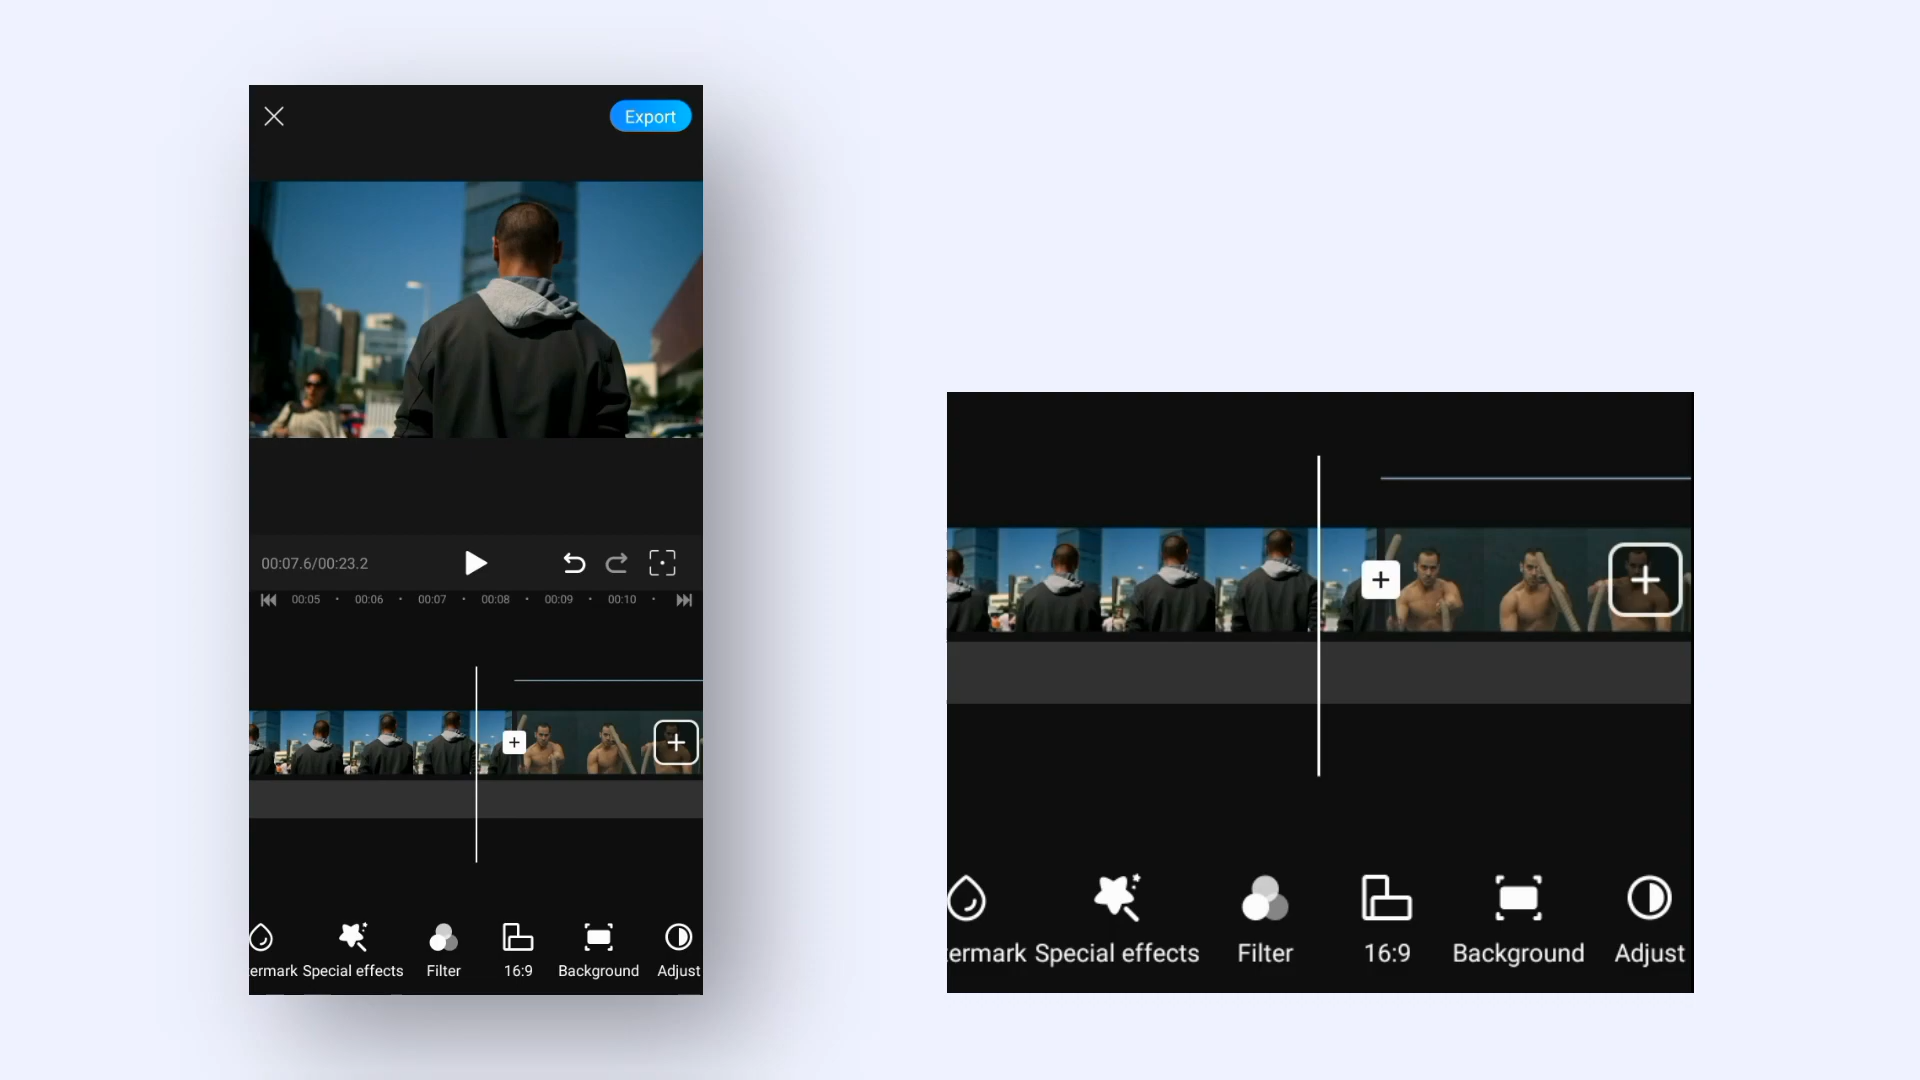 Export
00:07.6/00:23.2
00:05 00:06 00:07 00:08 00:09 00:10
ermark Special effects Filter 16:9 Background Adjust
ermark Special effects Filter 16:9 Background Adjust